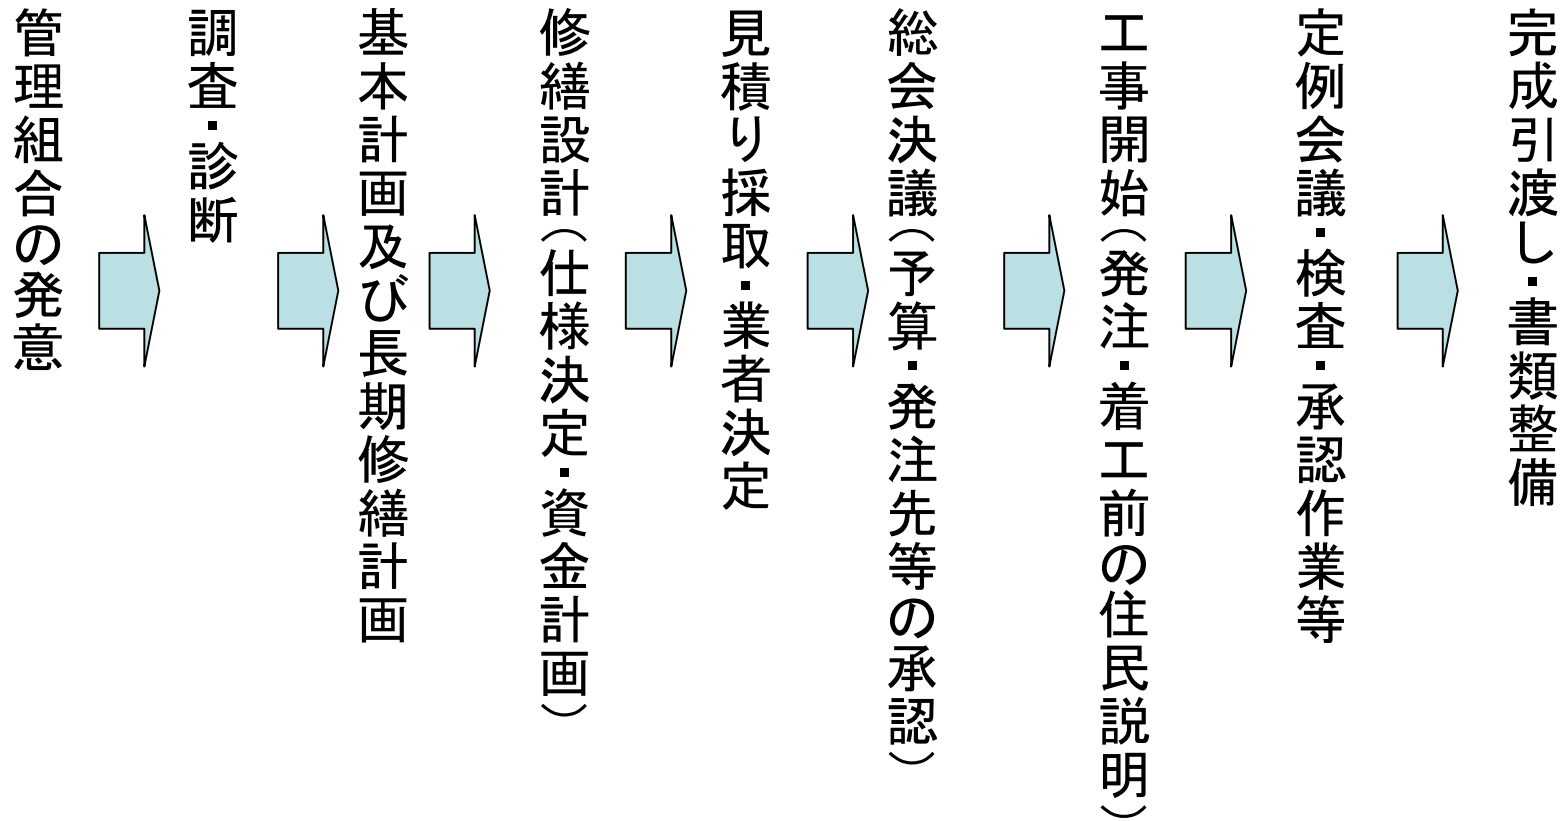 管理組合の発意
調査・診断
基本計画及び長期修繕計画
修繕設計（仕様決定・資金計画）
見積り採取・業者決定
総会決議（予算・発注先等の承認）
工事開始（発注・着工前の住民説明）
定例会議・検査・承認作業等
完成引渡し・書類整備